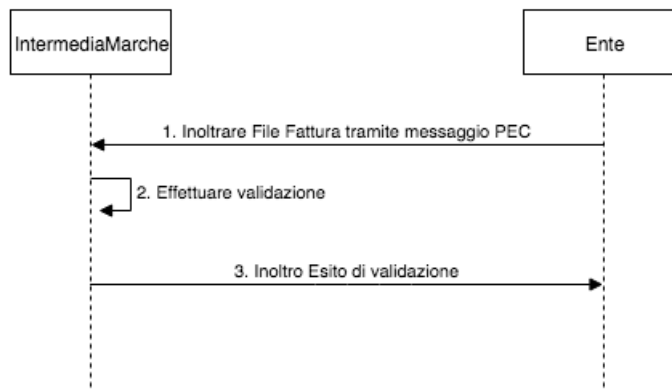 IntermediaMarche
Ente
1. Inoltrare File Fattura tramite messaggio PEC
2. Effettuare validazione
3. Inoltro Esito di validazione